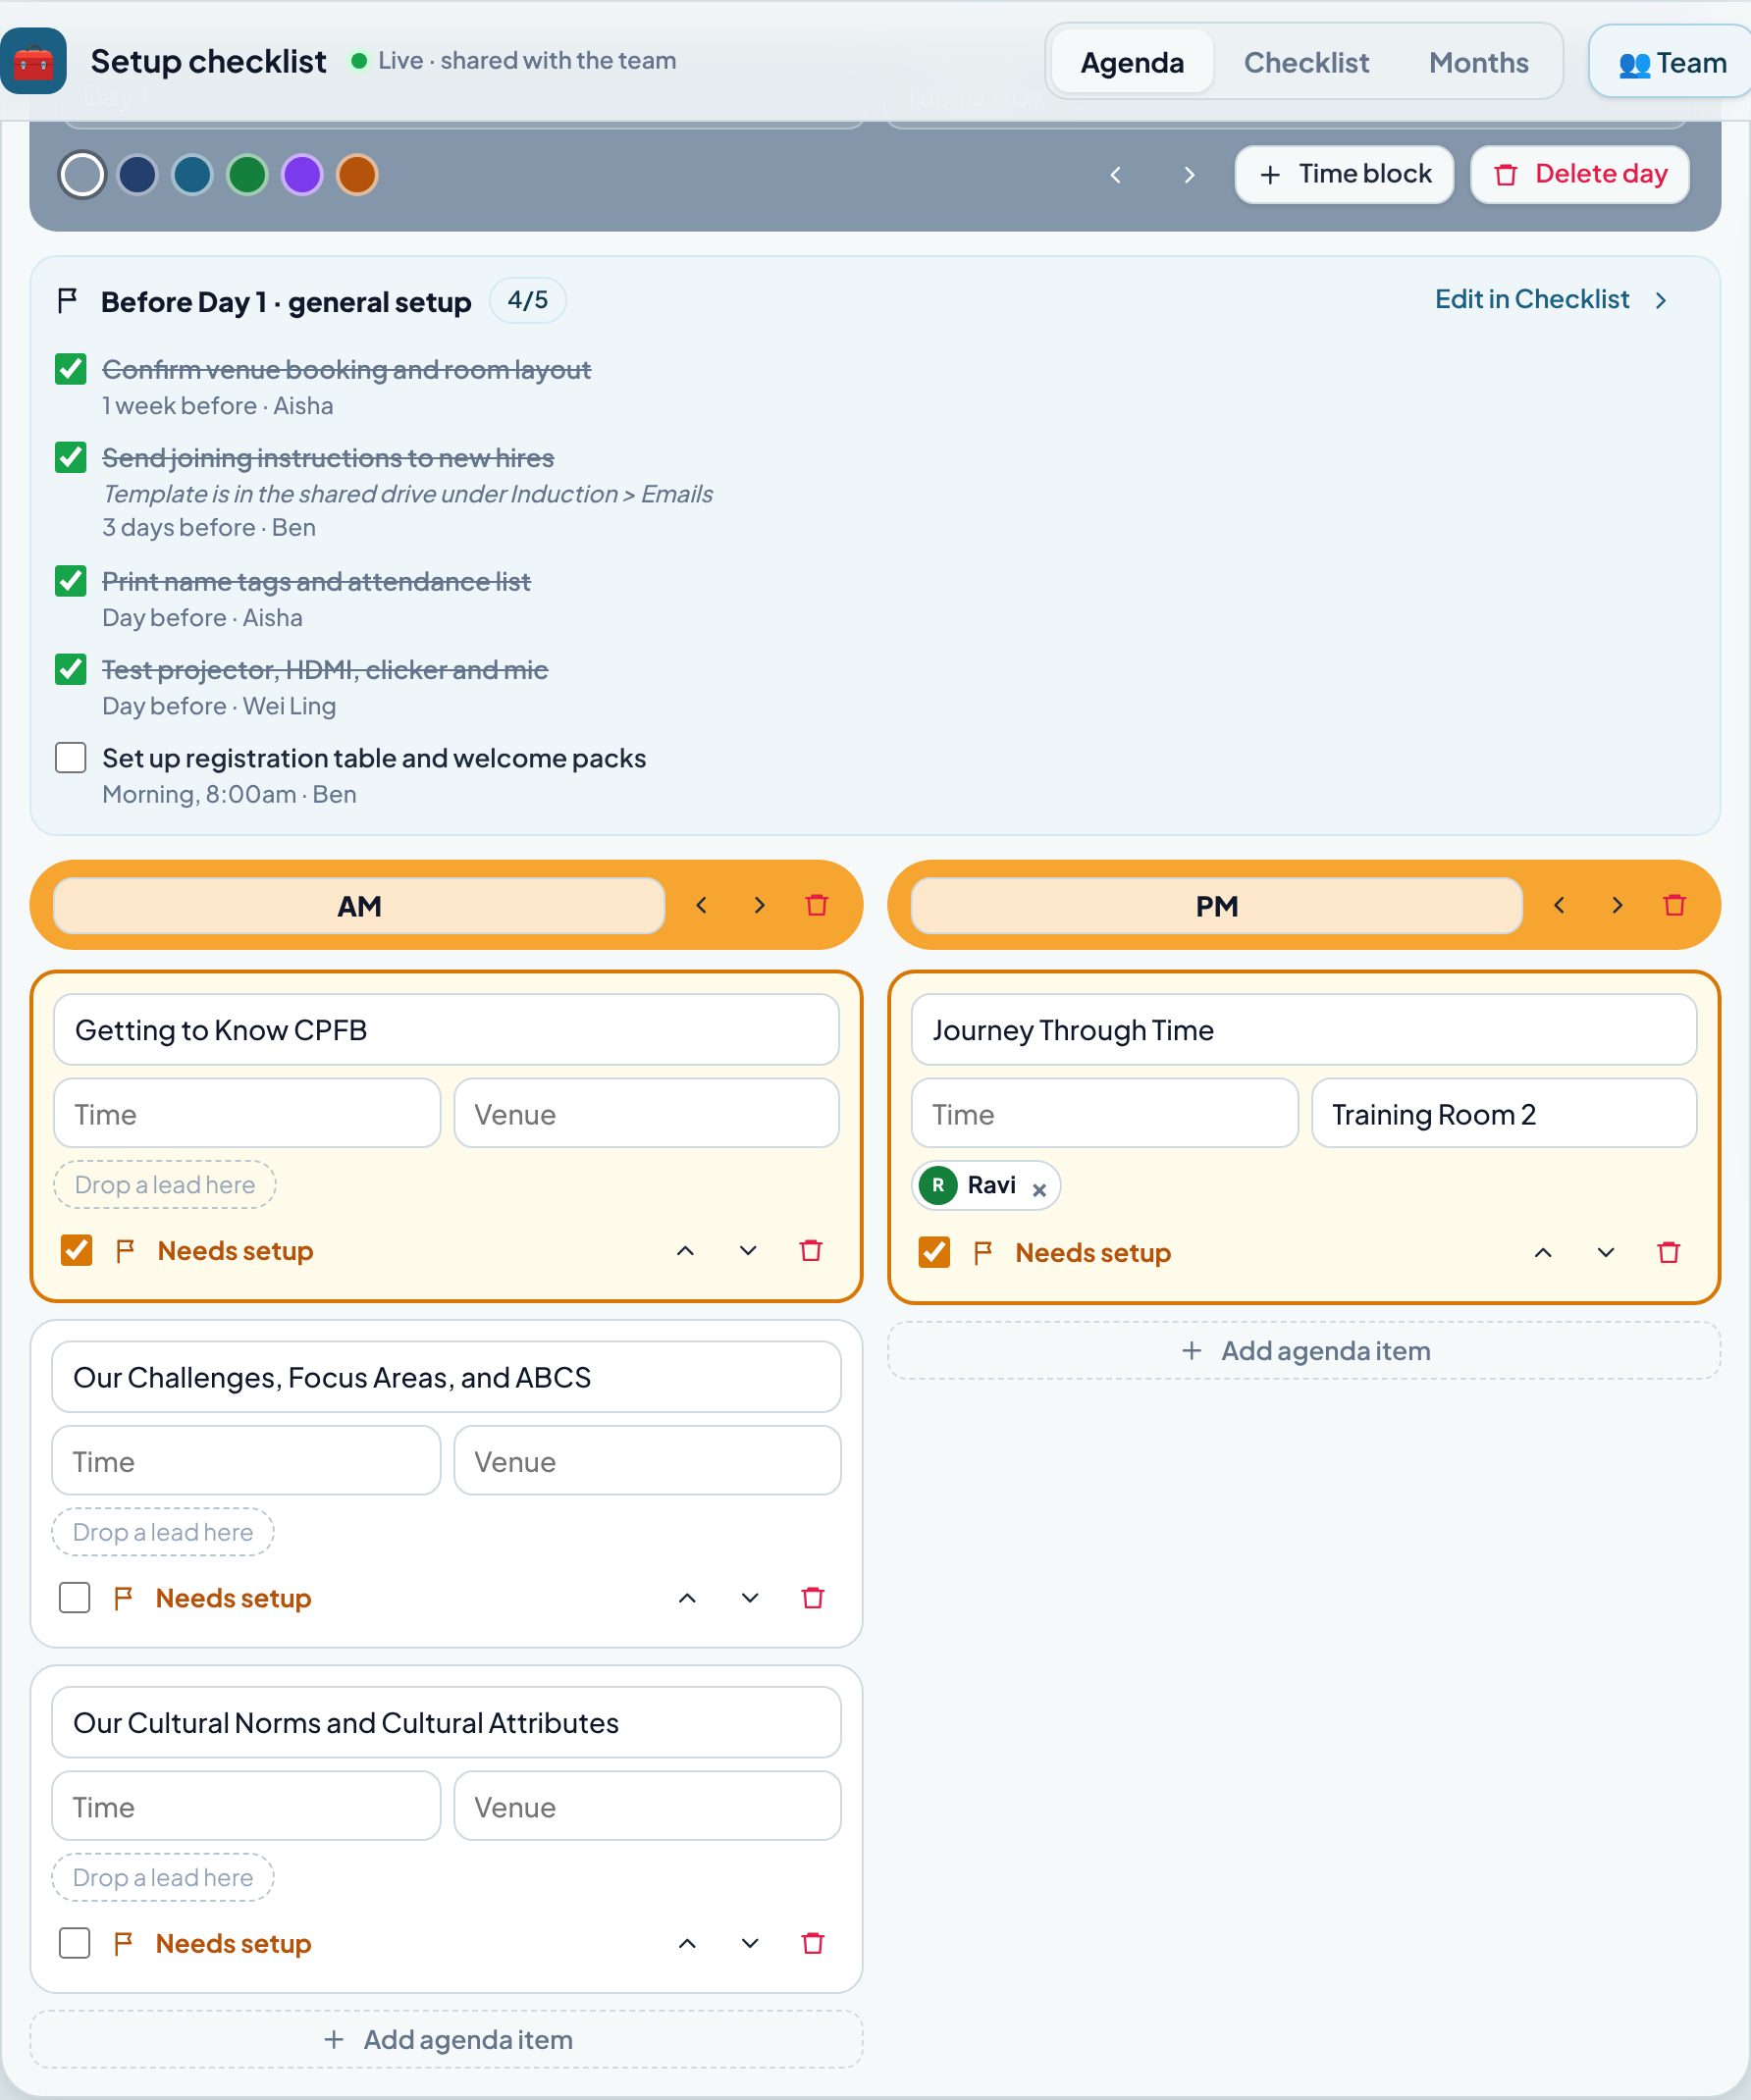 Setup checklist
Live · shared with the team
Agenda
Checklist
Months
Team
Day 1
Tue 10 Nov
Time block
Delete day
Before Day 1 · general setup
4/5
Edit in Checklist
Confirm venue booking and room layout
1 week before · Aisha
Send joining instructions to new hires
Template is in the shared drive under Induction > Emails
3 days before · Ben
Print name tags and attendance list
Day before · Aisha
Test projector, HDMI, clicker and mic
Day before · Wei Ling
Set up registration table and welcome packs
Morning, 8:00am · Ben
AM
Getting to Know CPFB
Time
Venue
Drop a lead here
Needs setup
Our Challenges, Focus Areas, and ABCS
Time
Venue
Drop a lead here
Needs setup
Our Cultural Norms and Cultural Attributes
Time
Venue
Drop a lead here
Needs setup
+ Add agenda item
PM
Journey Through Time
Time
Training Room 2
R
Ravi ×
Needs setup
+ Add agenda item